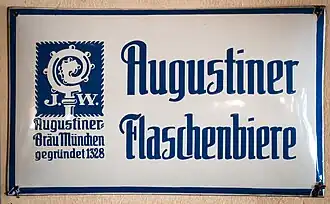 J. W.
Augustiner-
Bräu München
gegründet 1328
Augustiner
Flaschenbiere